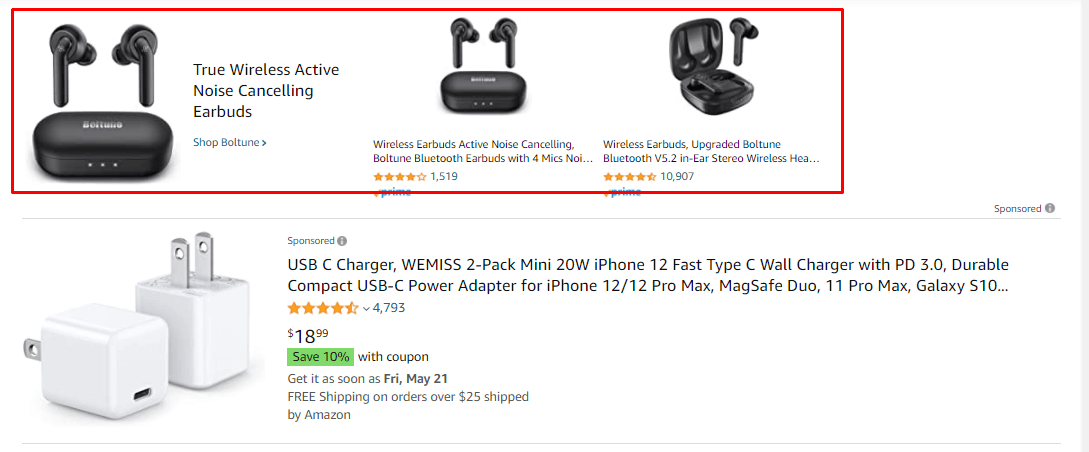 Boltune
True Wireless Active
Noise Cancelling
Earbuds
Shop Boltune ›
Boltune
Wireless Earbuds Active Noise Cancelling,
Boltune Bluetooth Earbuds with 4 Mics Noi...
1,519
prime
Wireless Earbuds, Upgraded Boltune
Bluetooth V5.2 in-Ear Stereo Wireless Hea...
10,907
prime
Sponsored
Sponsored
USB C Charger, WEMISS 2-Pack Mini 20W iPhone 12 Fast Type C Wall Charger with PD 3.0, Durable
Compact USB-C Power Adapter for iPhone 12/12 Pro Max, MagSafe Duo, 11 Pro Max, Galaxy S10...
4,793
$1899
Save 10% with coupon
Get it as soon as Fri, May 21
FREE Shipping on orders over $25 shipped
by Amazon